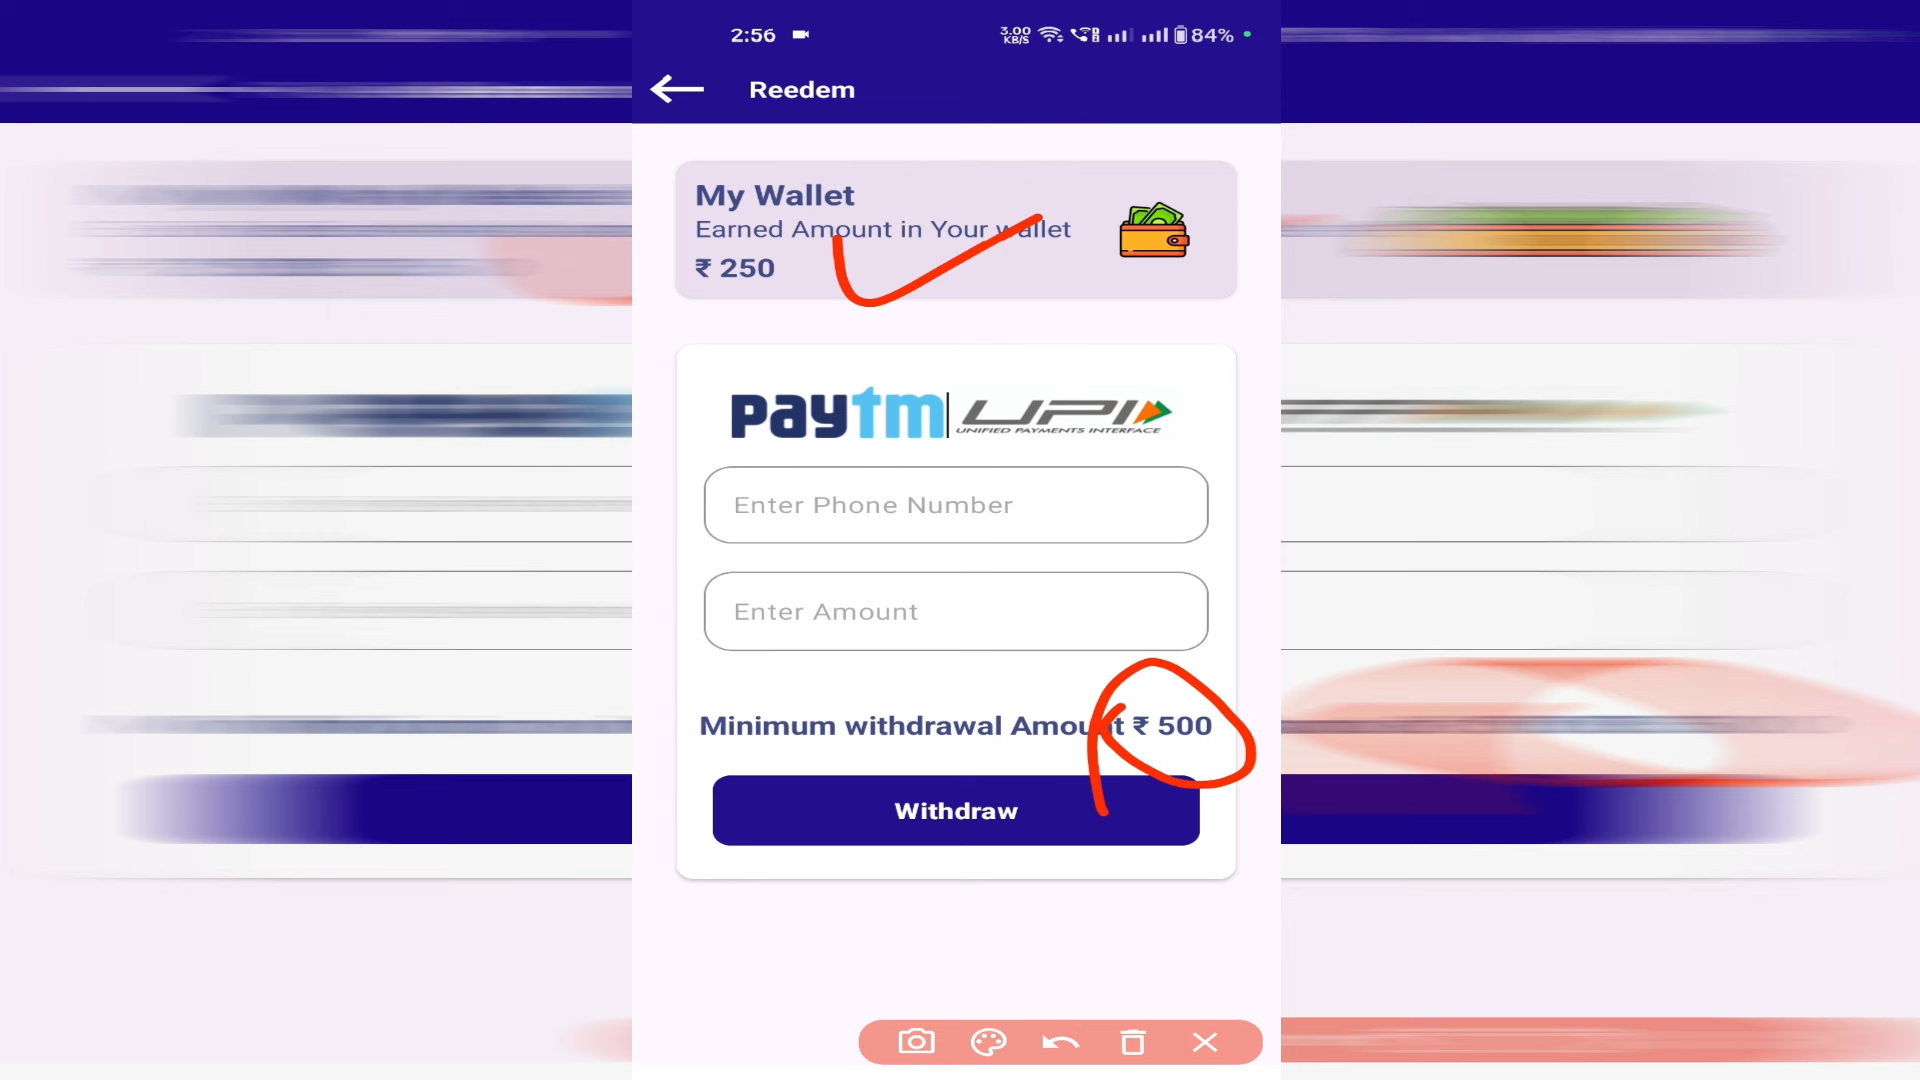 2:56 3.00 KB/S 84%
Reedem
My Wallet
Earned Amount in Your wallet
₹ 250
paytm UPI
UNIFIED PAYMENTS INTERFACE
Enter Phone Number
Enter Amount
Minimum withdrawal Amount ₹ 500
Withdraw